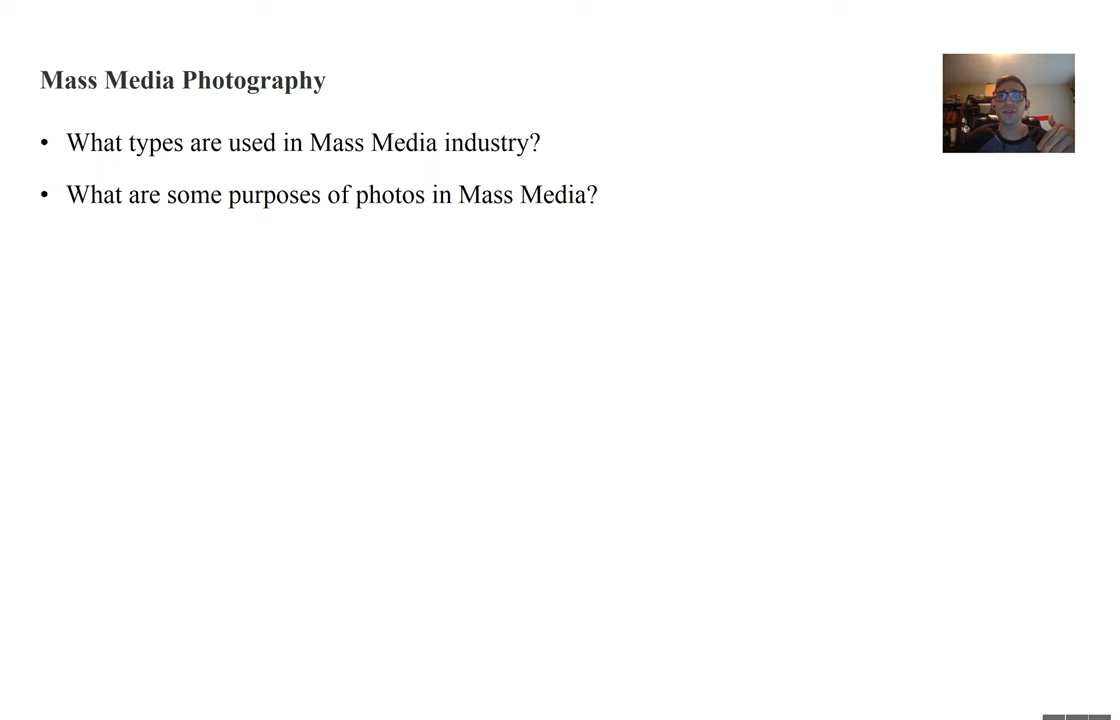 Mass Media Photography
• What types are used in Mass Media industry?
• What are some purposes of photos in Mass Media?